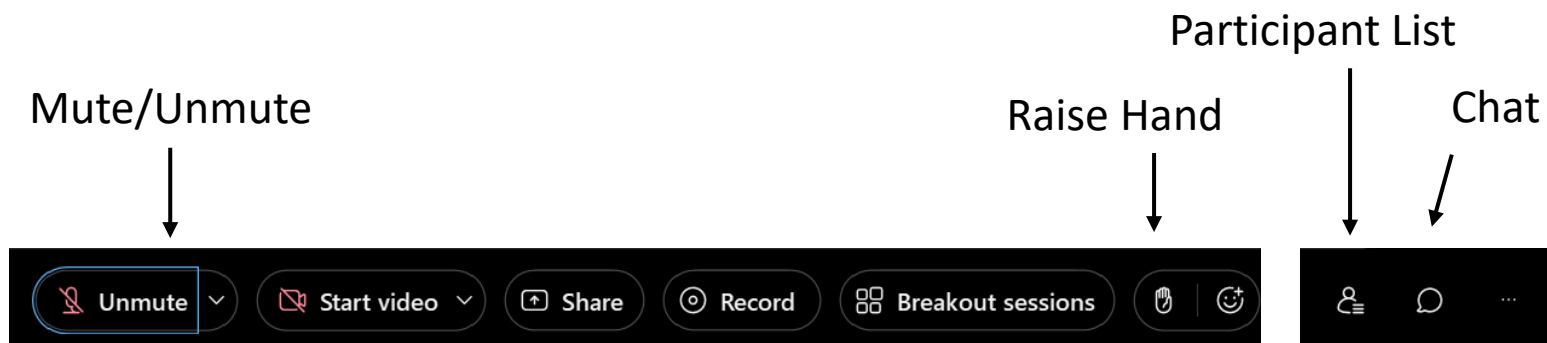 Participant List
Mute/Unmute
Raise Hand
Chat
Unmute
Start video
Share
Record
Breakout sessions